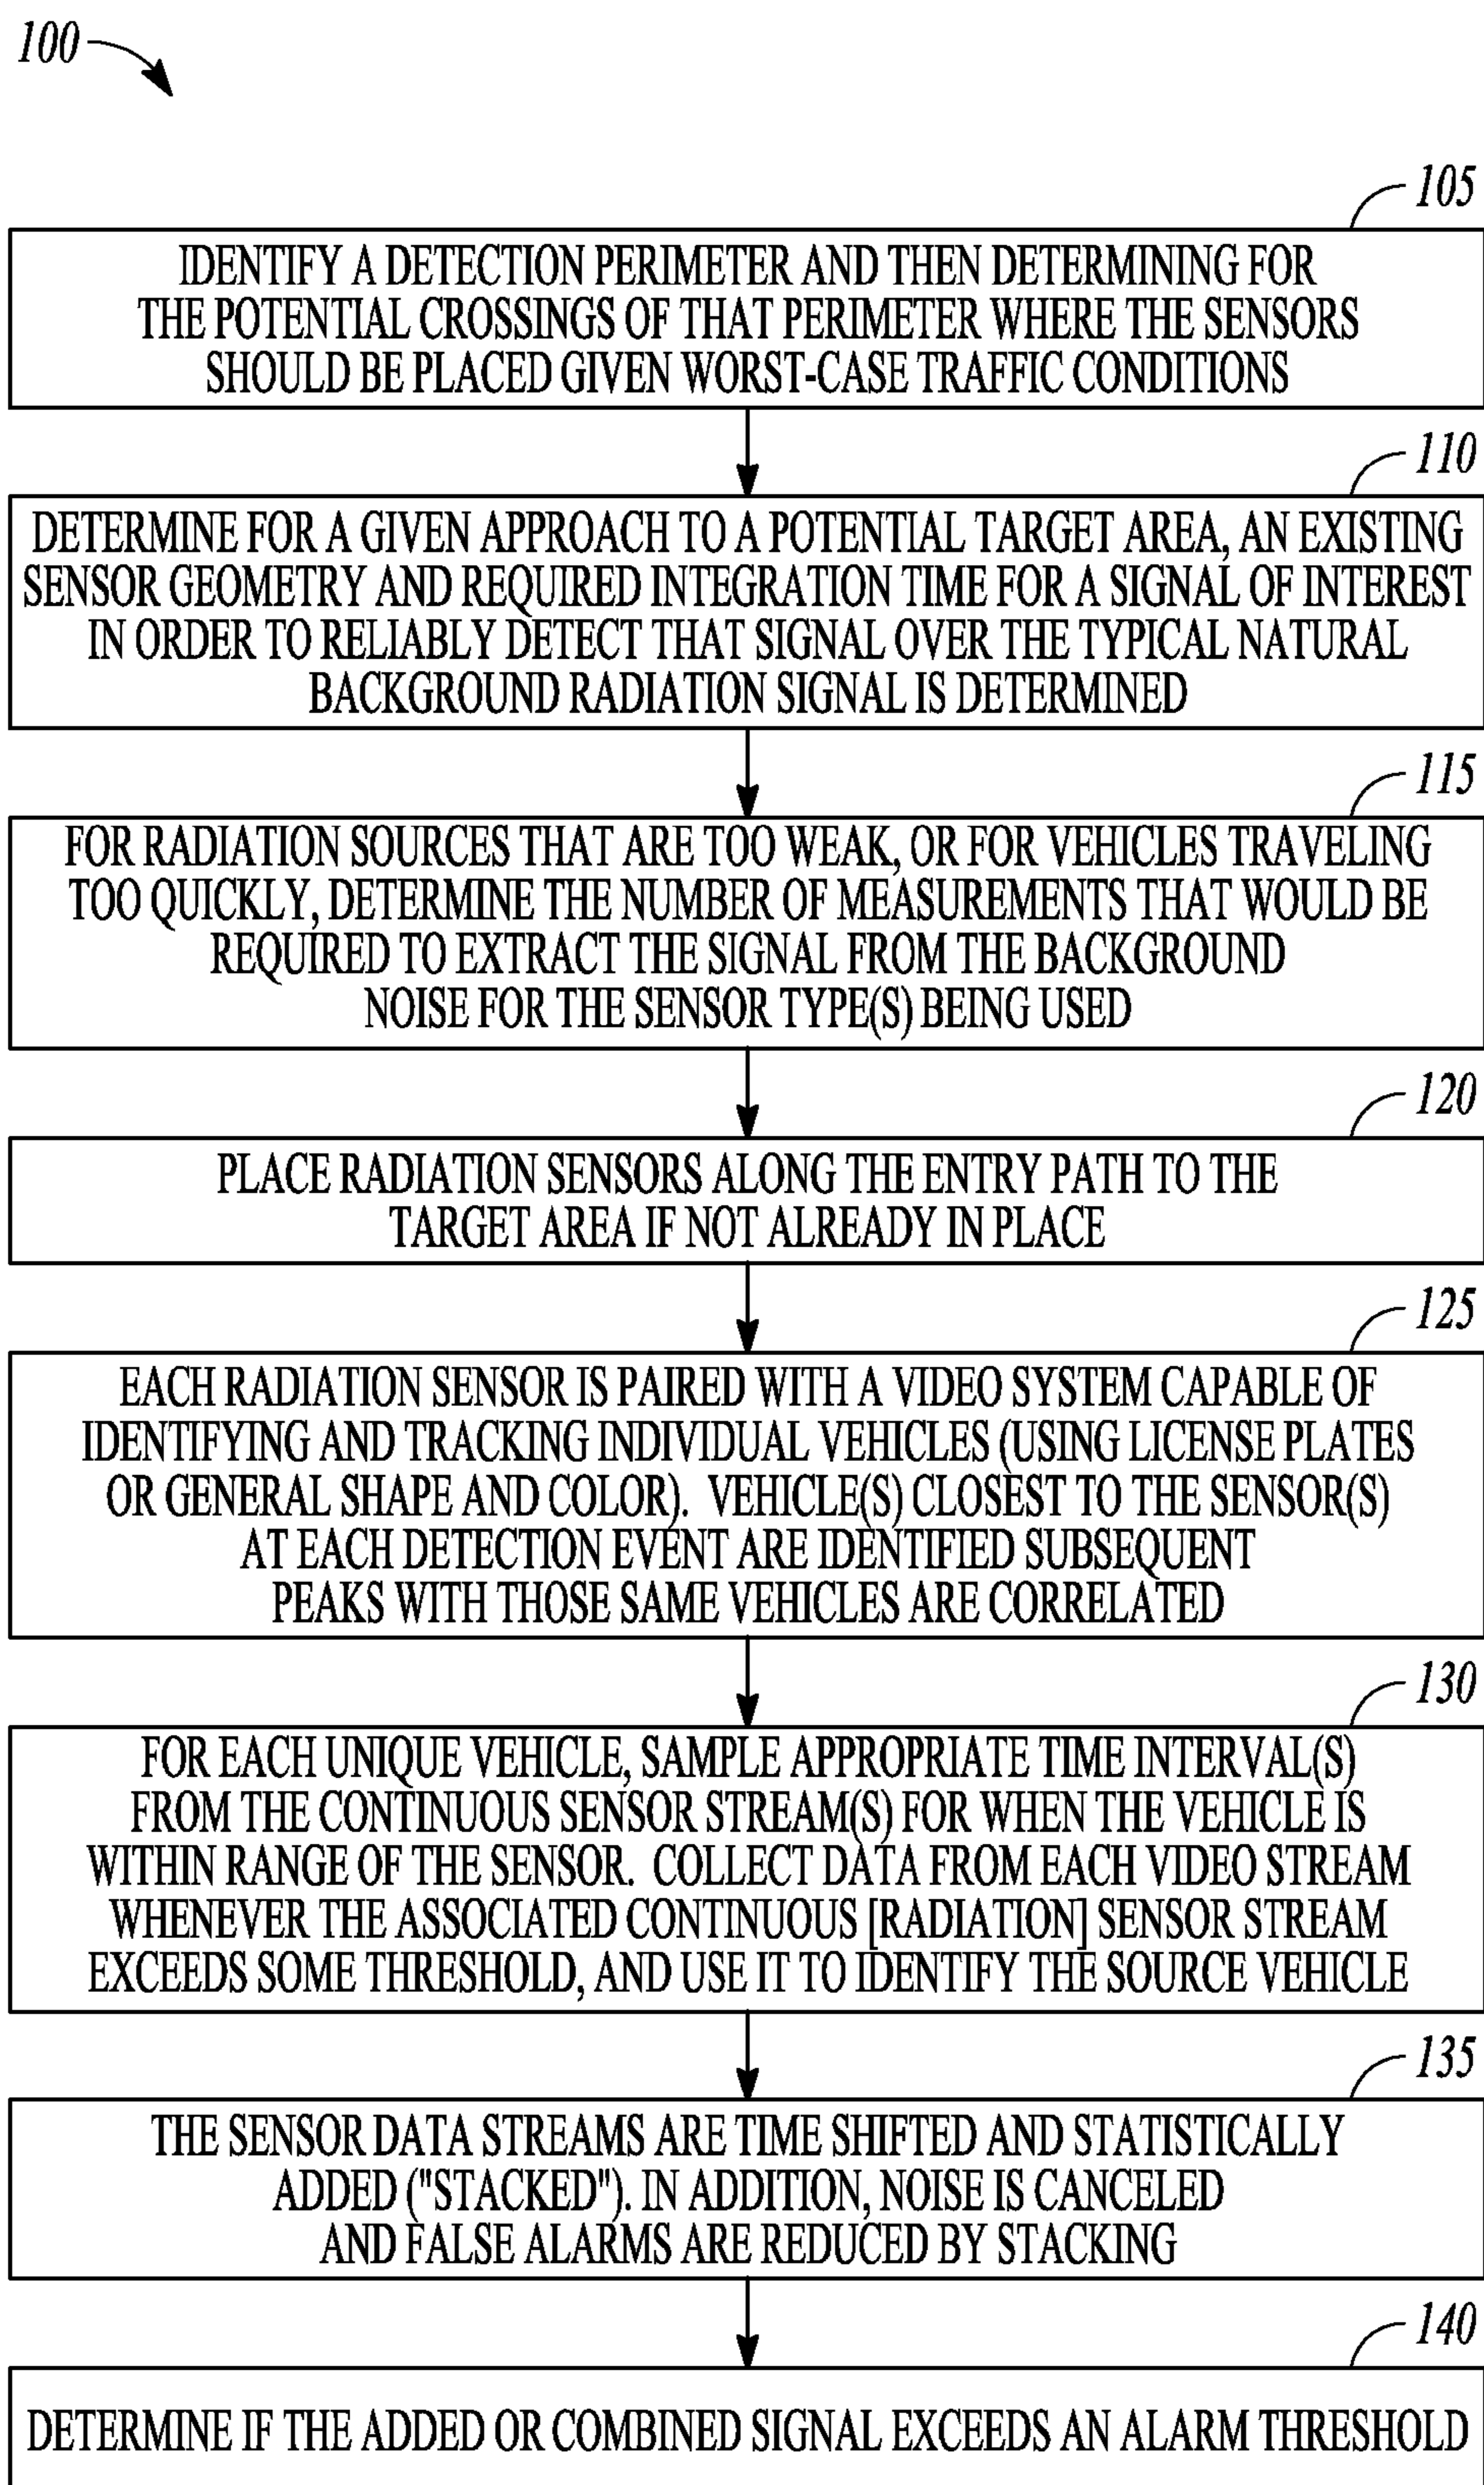 100
105
IDENTIFY A DETECTION PERIMETER AND THEN DETERMINING FOR
THE POTENTIAL CROSSINGS OF THAT PERIMETER WHERE THE SENSORS
SHOULD BE PLACED GIVEN WORST-CASE TRAFFIC CONDITIONS
110
DETERMINE FOR A GIVEN APPROACH TO A POTENTIAL TARGET AREA, AN EXISTING
SENSOR GEOMETRY AND REQUIRED INTEGRATION TIME FOR A SIGNAL OF INTEREST
IN ORDER TO RELIABLY DETECT THAT SIGNAL OVER THE TYPICAL NATURAL
BACKGROUND RADIATION SIGNAL IS DETERMINED
115
FOR RADIATION SOURCES THAT ARE TOO WEAK, OR FOR VEHICLES TRAVELING
TOO QUICKLY, DETERMINE THE NUMBER OF MEASUREMENTS THAT WOULD BE
REQUIRED TO EXTRACT THE SIGNAL FROM THE BACKGROUND
NOISE FOR THE SENSOR TYPE(S) BEING USED
120
PLACE RADIATION SENSORS ALONG THE ENTRY PATH TO THE
TARGET AREA IF NOT ALREADY IN PLACE
125
EACH RADIATION SENSOR IS PAIRED WITH A VIDEO SYSTEM CAPABLE OF
IDENTIFYING AND TRACKING INDIVIDUAL VEHICLES (USING LICENSE PLATES
OR GENERAL SHAPE AND COLOR). VEHICLE(S) CLOSEST TO THE SENSOR(S)
AT EACH DETECTION EVENT ARE IDENTIFIED SUBSEQUENT
PEAKS WITH THOSE SAME VEHICLES ARE CORRELATED
130
FOR EACH UNIQUE VEHICLE, SAMPLE APPROPRIATE TIME INTERVAL(S)
FROM THE CONTINUOUS SENSOR STREAM(S) FOR WHEN THE VEHICLE IS
WITHIN RANGE OF THE SENSOR. COLLECT DATA FROM EACH VIDEO STREAM
WHENEVER THE ASSOCIATED CONTINUOUS [RADIATION] SENSOR STREAM
EXCEEDS SOME THRESHOLD, AND USE IT TO IDENTIFY THE SOURCE VEHICLE
135
THE SENSOR DATA STREAMS ARE TIME SHIFTED AND STATISTICALLY
ADDED ("STACKED"). IN ADDITION, NOISE IS CANCELED
AND FALSE ALARMS ARE REDUCED BY STACKING
140
DETERMINE IF THE ADDED OR COMBINED SIGNAL EXCEEDS AN ALARM THRESHOLD